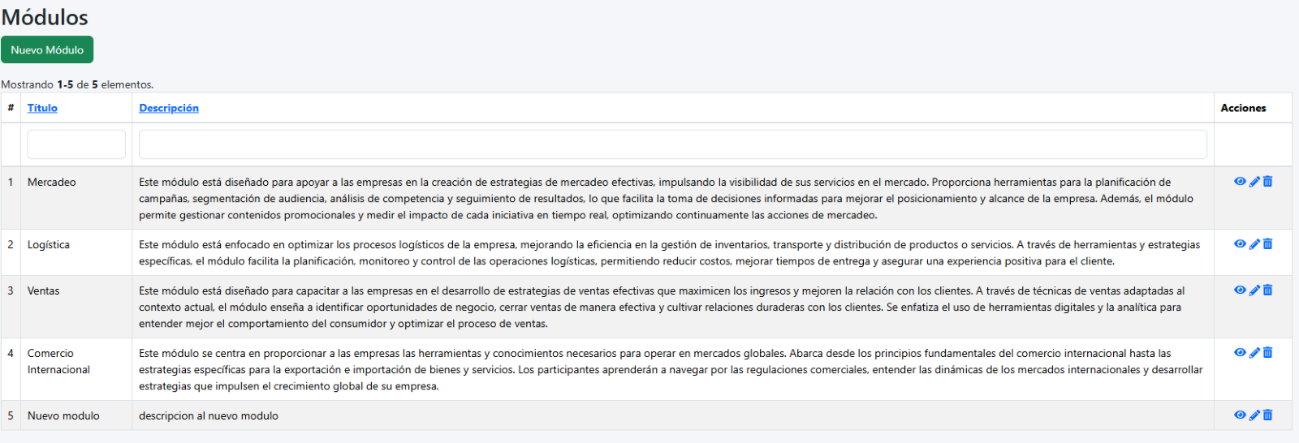 Módulos
Nuevo Módulo
Mostrando 1-5 de 5 elementos.
# Título Descripción Acciones
1 Mercadeo Este módulo está diseñado para apoyar a las empresas en la creación de estrategias de mercadeo efectivas, impulsando la visibilidad de sus servicios en el mercado. Proporciona herramientas para la planificación de
campañas, segmentación de audiencia, análisis de competencia y seguimiento de resultados, lo que facilita la toma de decisiones informadas para mejorar el posicionamiento y alcance de la empresa. Además, el módulo
permite gestionar contenidos promocionales y medir el impacto de cada iniciativa en tiempo real, optimizando continuamente las acciones de mercadeo.
2 Logística Este módulo está enfocado en optimizar los procesos logísticos de la empresa, mejorando la eficiencia en la gestión de inventarios, transporte y distribución de productos o servicios. A través de herramientas y estrategias
específicas, el módulo facilita la planificación, monitoreo y control de las operaciones logísticas, permitiendo reducir costos, mejorar tiempos de entrega y asegurar una experiencia positiva para el cliente.
3 Ventas Este módulo está diseñado para capacitar a las empresas en el desarrollo de estrategias de ventas efectivas que maximicen los ingresos y mejoren la relación con los clientes. A través de técnicas de ventas adaptadas al
contexto actual, el módulo enseña a identificar oportunidades de negocio, cerrar ventas de manera efectiva y cultivar relaciones duraderas con los clientes. Se enfatiza el uso de herramientas digitales y la analítica para
entender mejor el comportamiento del consumidor y optimizar el proceso de ventas.
4 Comercio Este módulo se centra en proporcionar a las empresas las herramientas y conocimientos necesarios para operar en mercados globales. Abarca desde los principios fundamentales del comercio internacional hasta las
Internacional estrategias específicas para la exportación e importación de bienes y servicios. Los participantes aprenderán a navegar por las regulaciones comerciales, entender las dinámicas de los mercados internacionales y desarrollar
estrategias que impulsen el crecimiento global de su empresa.
5 Nuevo modulo descripcion al nuevo modulo